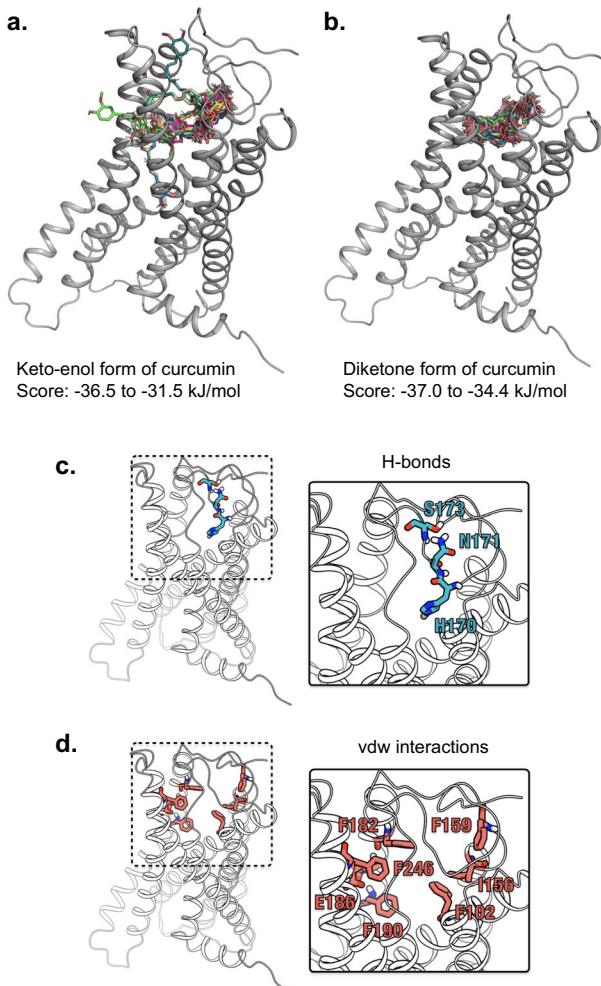 a.
b.
Keto-enol form of curcumin
Score: -36.5 to -31.5 kJ/mol
Diketone form of curcumin
Score: -37.0 to -34.4 kJ/mol
c.
H-bonds
S173
N171
H170
d.
vdw interactions
F182
F159
F246
I156
E186
F102
F190